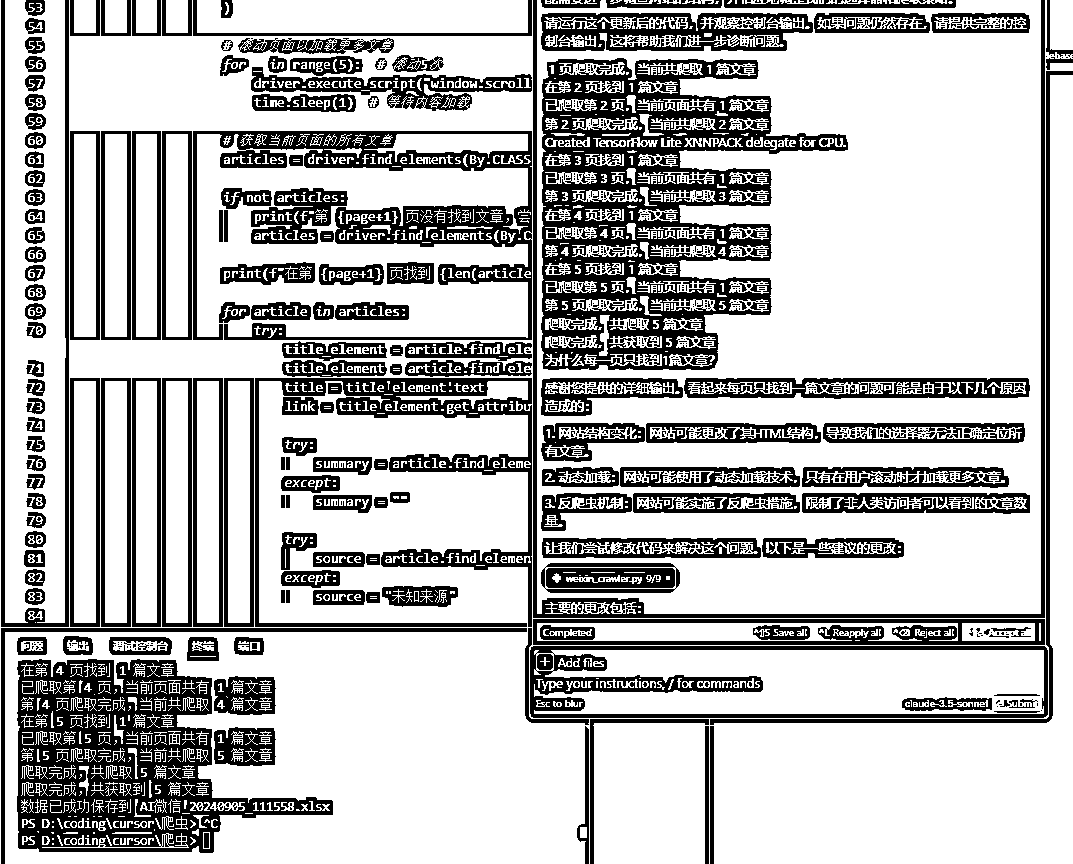 53
})
54
55
# 滚动页面以加载更多文章
56
for _ in range(5):  # 滚动5次
57
driver.execute_script("window.scroll
58
time.sleep(1)  # 等待内容加载
59
60
# 获取当前页面的所有文章
61
articles = driver.find_elements(By.CLASS
62
63
if not articles:
64
print(f"第 {page+1} 页没有找到文章，尝
65
articles = driver.find_elements(By.C
66
67
print(f"在第 {page+1} 页找到 {len(article
68
69
for article in articles:
70
try:
title_element = article.find_ele
71
title_element = article.find_ele
72
title = title_element.text
73
link = title_element.get_attribu
74
75
try:
76
summary = article.find_eleme
77
except:
78
summary = ""
79
80
try:
81
source = article.find_elemen
82
except:
83
source = "未知来源"
84
问题 输出 调试控制台 终端 端口
在第 4 页找到 1 篇文章
已爬取第 4 页，当前页面共有 1 篇文章
第 4 页爬取完成，当前共爬取 4 篇文章
在第 5 页找到 1 篇文章
已爬取第 5 页，当前页面共有 1 篇文章
第 5 页爬取完成，当前共爬取 5 篇文章
爬取完成，共爬取 5 篇文章
爬取完成，共获取到 5 篇文章
数据已成功保存到 AI微信_20240905_111558.xlsx
PS D:\coding\cursor\爬虫> ^C
PS D:\coding\cursor\爬虫>
请运行这个更新后的代码，并观察控制台输出。如果问题仍然存在，请提供完整的控
制台输出，这将帮助我们进一步诊断问题。
1 页爬取完成，当前共爬取 1 篇文章
在第 2 页找到 1 篇文章
已爬取第 2 页，当前页面共有 1 篇文章
第 2 页爬取完成，当前共爬取 2 篇文章
Created TensorFlow Lite XNNPACK delegate for CPU.
在第 3 页找到 1 篇文章
已爬取第 3 页，当前页面共有 1 篇文章
第 3 页爬取完成，当前共爬取 3 篇文章
在第 4 页找到 1 篇文章
已爬取第 4 页，当前页面共有 1 篇文章
第 4 页爬取完成，当前共爬取 4 篇文章
在第 5 页找到 1 篇文章
已爬取第 5 页，当前页面共有 1 篇文章
第 5 页爬取完成，当前共爬取 5 篇文章
爬取完成，共爬取 5 篇文章
爬取完成，共获取到 5 篇文章
为什么每一页只找到1篇文章?
感谢您提供的详细输出。看起来每页只找到一篇文章的问题可能是由于以下几个原因
造成的：
1. 网站结构变化：网站可能更改了其HTML结构，导致我们的选择器无法正确定位所
有文章。
2. 动态加载：网站可能使用了动态加载技术，只有在用户滚动时才加载更多文章。
3. 反爬虫机制：网站可能实施了反爬虫措施，限制了非人类访问者可以看到的文章数
量。
让我们尝试修改代码来解决这个问题。以下是一些建议的更改：
weixin_crawler.py 9/9
主要的更改包括：
Completed
Save all
Reapply all
Reject all
Accept all
+ Add files
Type your instructions, / for commands
Esc to blur
claude-3.5-sonnet
Submit